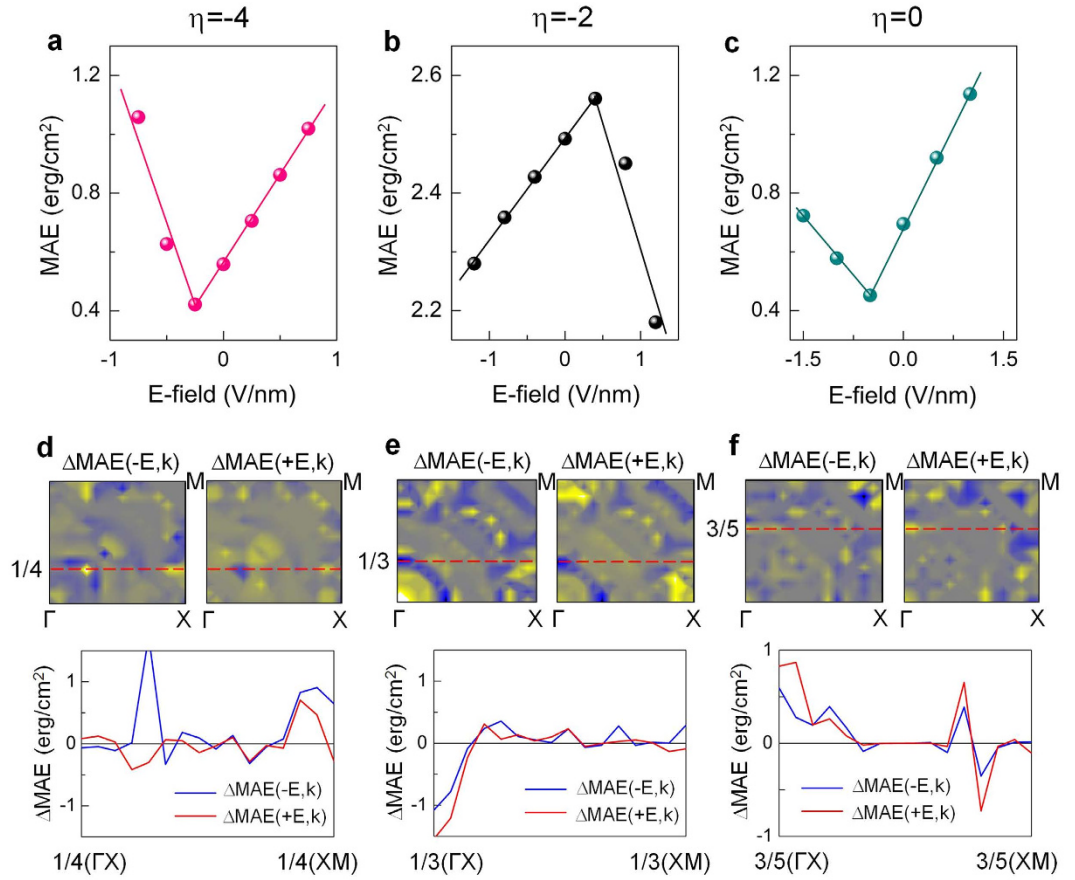 η=-4
η=-2
η=0
a
b
c
MAE (erg/cm²)
1.2
0.8
0.4
-1
0
1
E-field (V/nm)
MAE (erg/cm²)
2.6
2.4
2.2
-1
0
1
E-field (V/nm)
MAE (erg/cm²)
1.2
0.8
0.4
-1.5
0.0
1.5
E-field (V/nm)
d
ΔMAE(-E,k)
ΔMAE(+E,k)
M
1/4
Γ
X
e
ΔMAE(-E,k)
ΔMAE(+E,k)
M
1/3
Γ
X
f
ΔMAE(-E,k)
ΔMAE(+E,k)
M
3/5
Γ
X
ΔMAE (erg/cm²)
1
0
-1
ΔMAE(-E,k)
ΔMAE(+E,k)
1/4(ΓX)
1/4(XM)
ΔMAE (erg/cm²)
1
0
-1
ΔMAE(-E,k)
ΔMAE(+E,k)
1/3(ΓX)
1/3(XM)
ΔMAE (erg/cm²)
1
0
-1
ΔMAE(-E,k)
ΔMAE(+E,k)
3/5(ΓX)
3/5(XM)